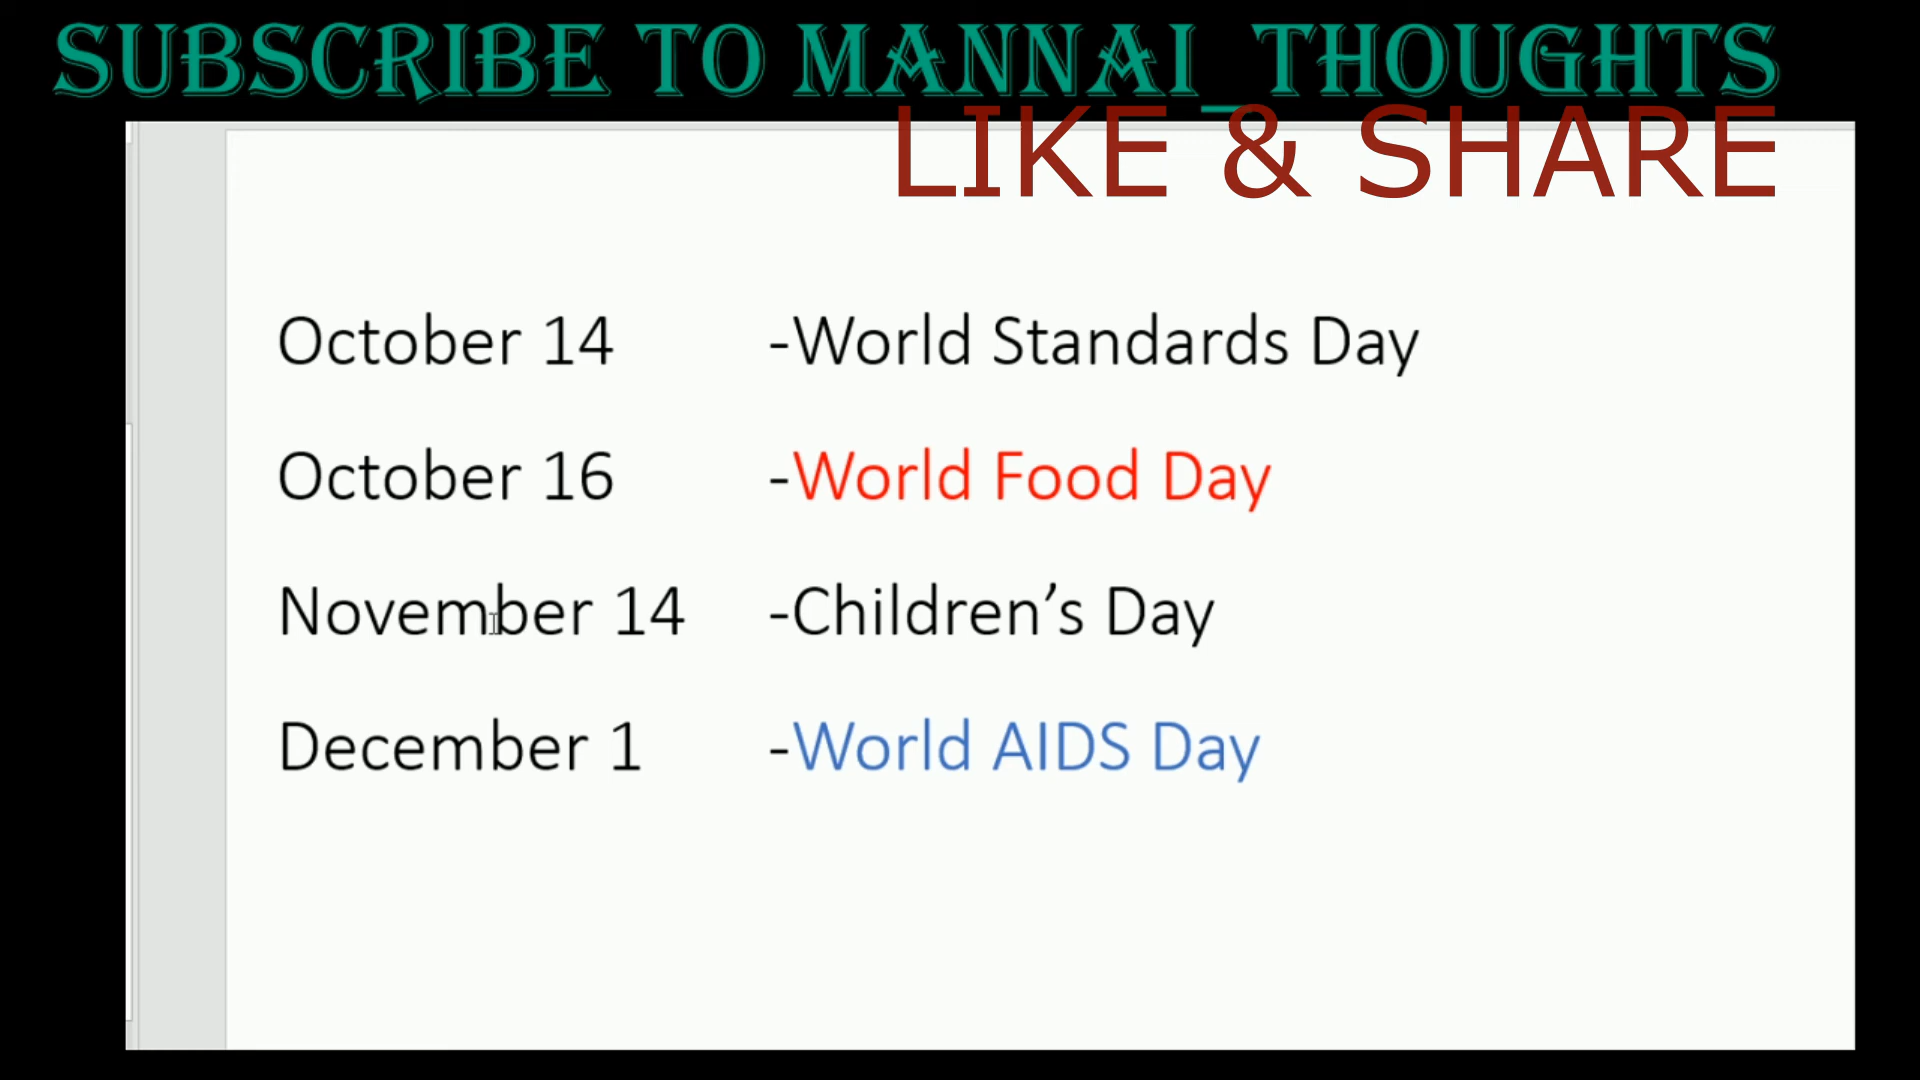 SUBSCRIBE TO MANNAI_THOUGHTS
LIKE & SHARE
October 14 -World Standards Day
October 16 -World Food Day
November 14 -Children’s Day
December 1 -World AIDS Day